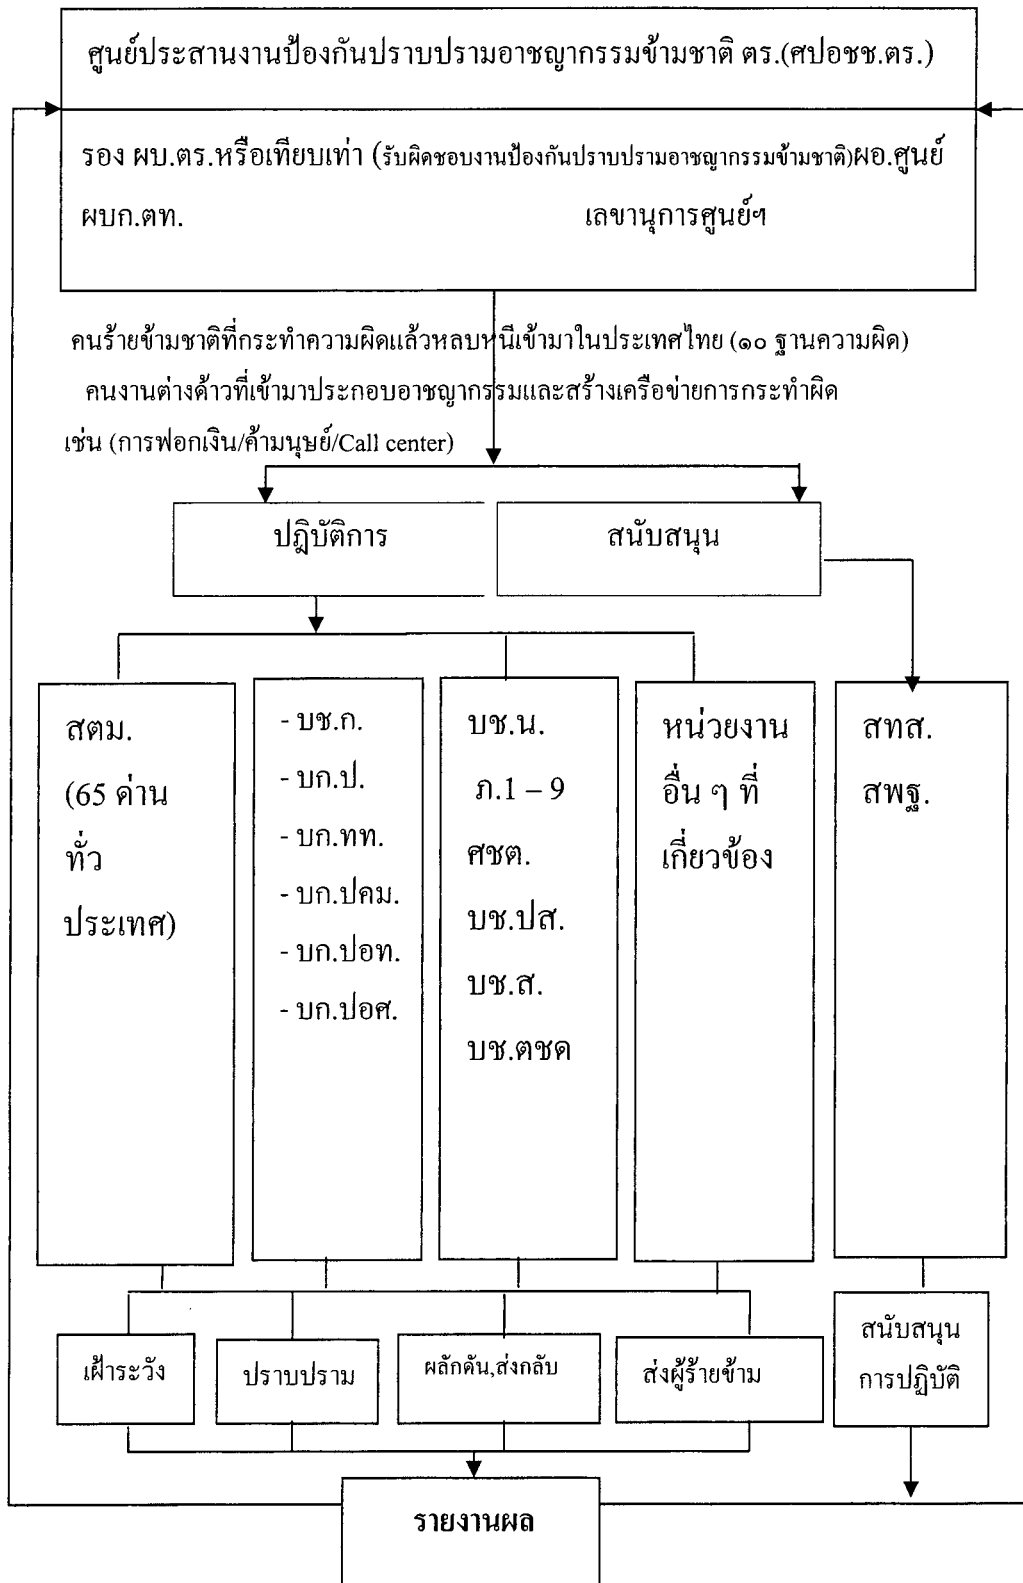 ศูนย์ประสานงานป้องกันปราบปรามอาชญากรรมข้ามชาติ ตร.(ศปอชช.ตร.)
รอง ผบ.ตร.หรือเทียบเท่า (รับผิดชอบงานป้องกันปราบปรามอาชญากรรมข้ามชาติ)ผอ.ศูนย์
ผบก.ตท. เลขานุการศูนย์ฯ
คนร้ายข้ามชาติที่กระทำความผิดแล้วหลบหนีเข้ามาในประเทศไทย (๑๐ ฐานความผิด)
คนงานต่างด้าวที่เข้ามาประกอบอาชญากรรมและสร้างเครือข่ายการกระทำผิด
เช่น (การฟอกเงิน/ค้ามนุษย์/Call center)
ปฎิบัติการ
สนับสนุน
สตม.
(65 ด่าน
ทั่ว
ประเทศ)
- บช.ก.
- บก.ป.
- บก.ทท.
- บก.ปคม.
- บก.ปอท.
- บก.ปอศ.
บช.น.
ภ.1 – 9
ศชต.
บช.ปส.
บช.ส.
บช.ตชด
หน่วยงาน
อื่น ๆ ที่
เกี่ยวข้อง
สทส.
สพฐ.
เฝ้าระวัง
ปราบปราม
ผลักดัน,ส่งกลับ
ส่งผู้ร้ายข้าม
สนับสนุน
การปฏิบัติ
รายงานผล